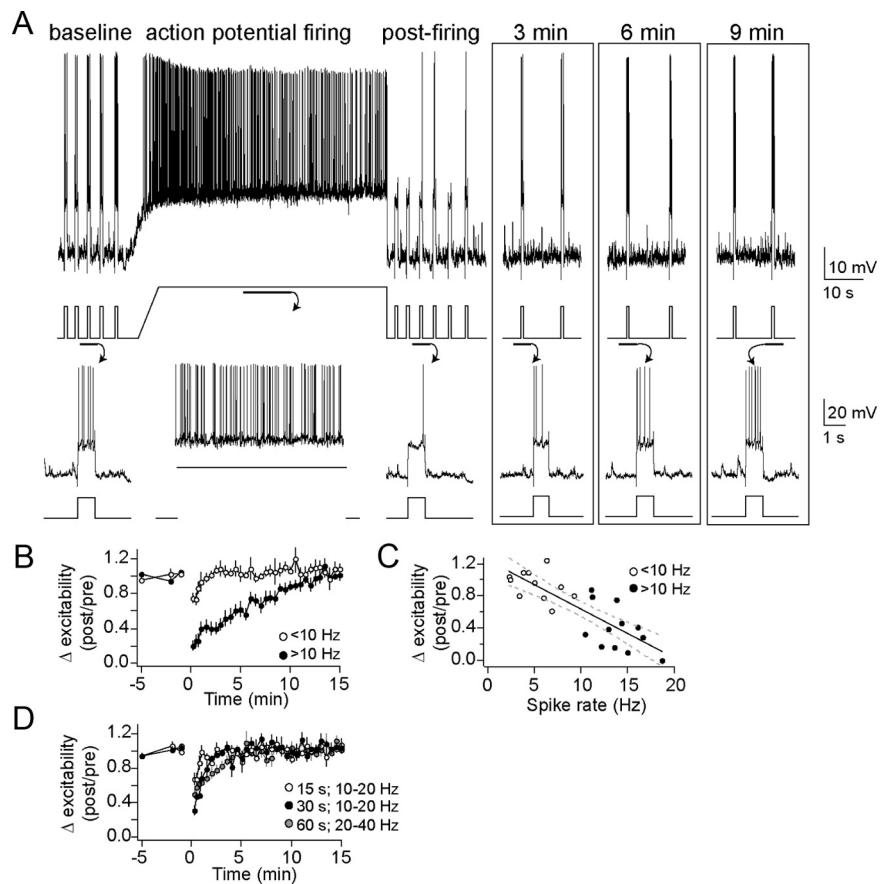 A
baseline action potential firing post-firing 3 min 6 min 9 min
10 mV
10 s
20 mV
1 s
B
Δ excitability
(post/pre)
1.2
0.8
0.4
0.0
<10 Hz
>10 Hz
-5 0 5 10 15
Time (min)
C
Δ excitability
(post/pre)
1.2
0.8
0.4
0.0
<10 Hz
>10 Hz
0 5 10 15 20
Spike rate (Hz)
D
Δ excitability
(post/pre)
1.2
0.8
0.4
0.0
15 s; 10-20 Hz
30 s; 10-20 Hz
60 s; 20-40 Hz
-5 0 5 10 15
Time (min)